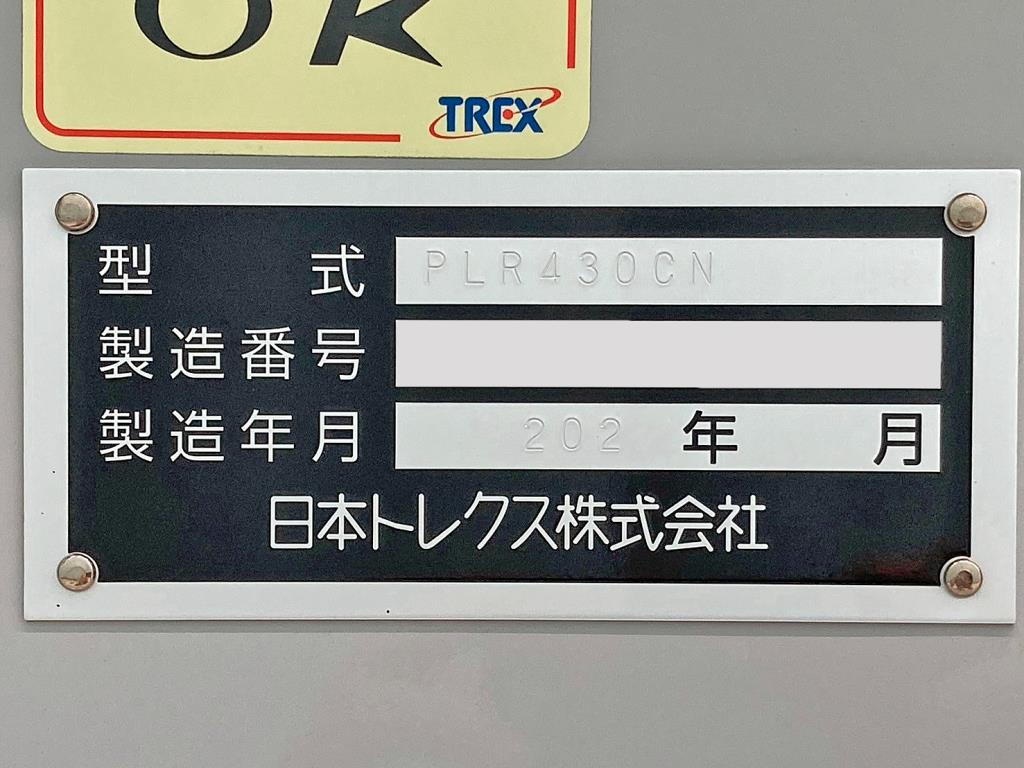 OK
TREX
型式 PLR430CN
製造番号
製造年月 202 年 月
日本トレクス株式会社